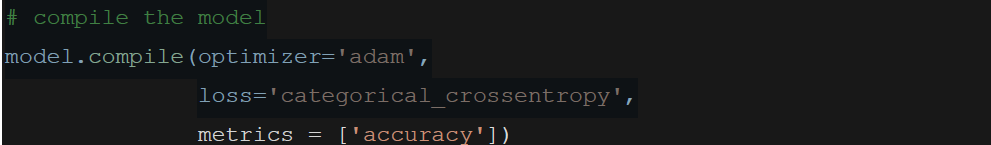 # compile the model
model.compile(optimizer='adam',
loss='categorical_crossentropy',
metrics = ['accuracy'])